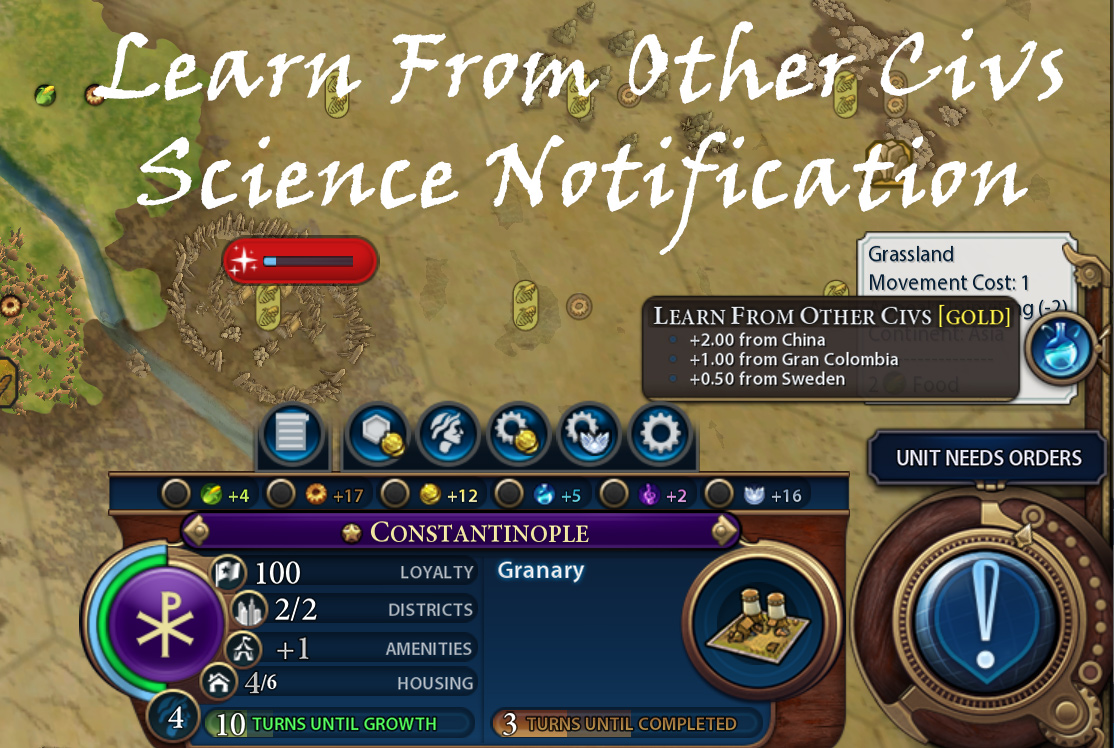 Learn From Other Civs
Science Notification
Grassland
Movement Cost: 1
g (-2)
LEARN FROM OTHER CIVS [GOLD]
+2.00 from China
Continent: Asia
+1.00 from Gran Colombia
+0.50 from Sweden
2 Food
UNIT NEEDS ORDERS
+4 +17 +12 +5 +2 +16
CONSTANTINOPLE
100 LOYALTY
Granary
2/2 DISTRICTS
+1 AMENITIES
4/6 HOUSING
4
10 TURNS UNTIL GROWTH
3 TURNS UNTIL COMPLETED